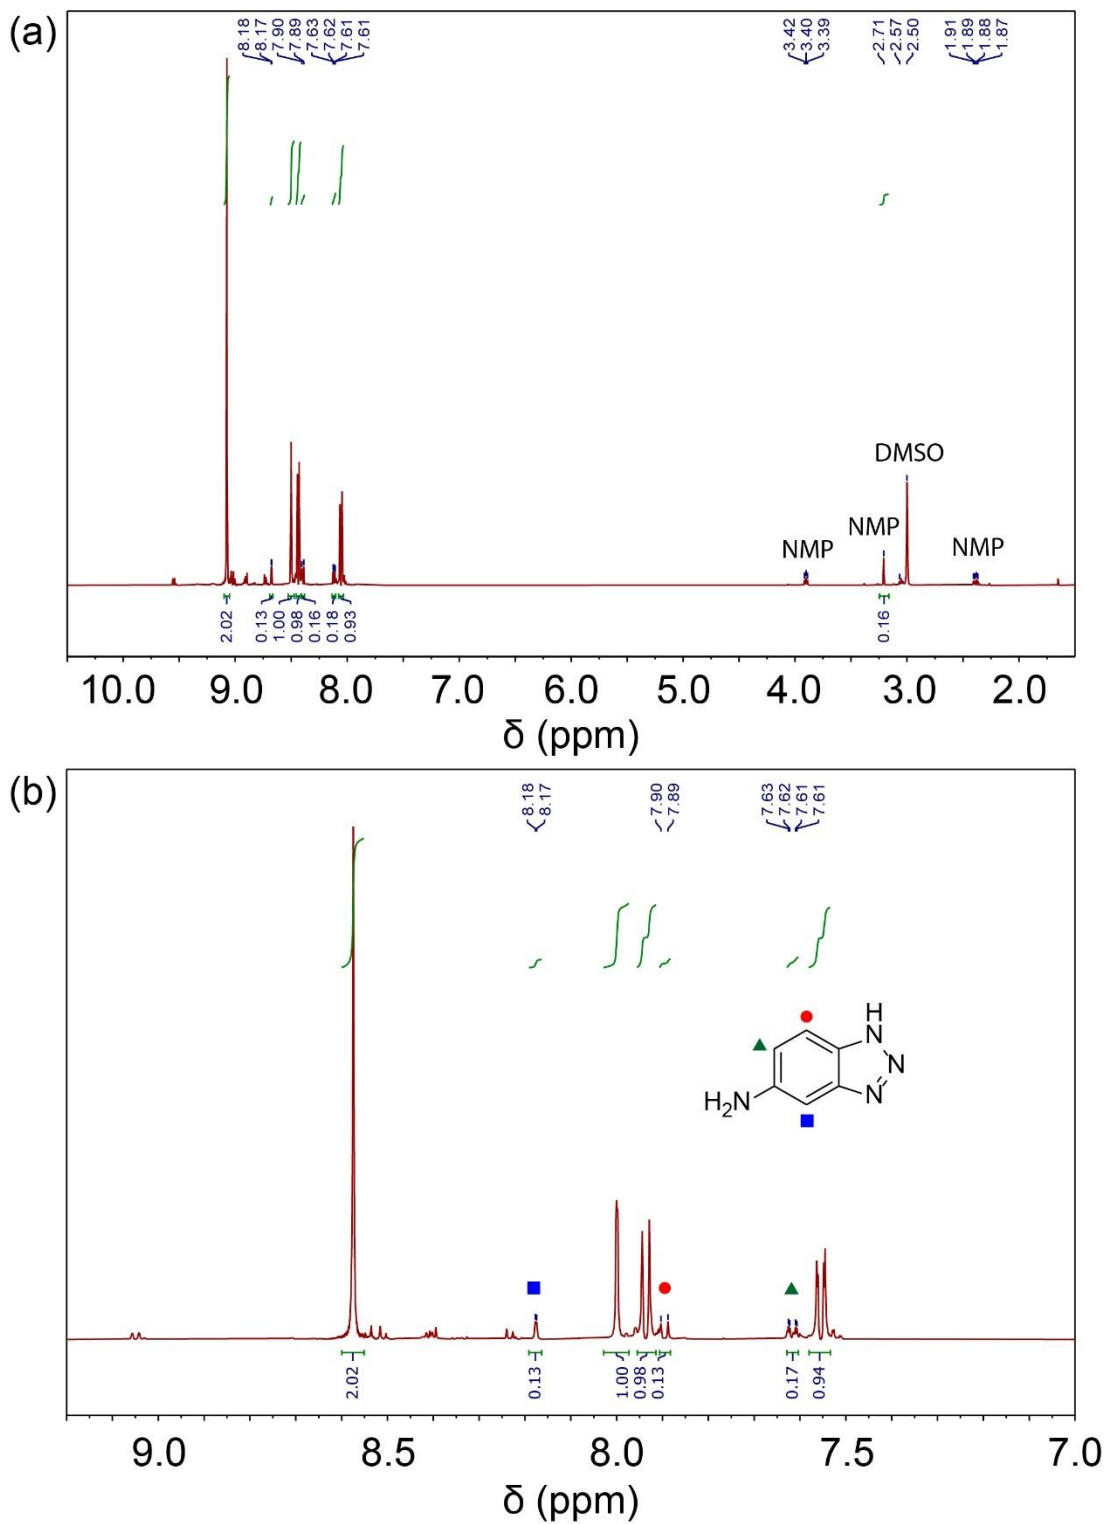 (a)
8.18
8.17
7.90
7.89
7.63
7.62
7.61
7.61
3.42
3.40
3.39
2.71
2.57
2.50
1.91
1.89
1.88
1.87
DMSO
NMP
NMP
NMP
2.02
0.13
1.00
0.98
0.16
0.18
0.93
0.16
10.0 9.0 8.0 7.0 6.0 5.0 4.0 3.0 2.0
δ (ppm)
(b)
8.18
8.17
7.90
7.89
7.63
7.62
7.61
7.61
H
N
N
N
H2N
2.02
0.13
1.00
0.98
0.13
0.17
0.94
9.0 8.5 8.0 7.5 7.0
δ (ppm)